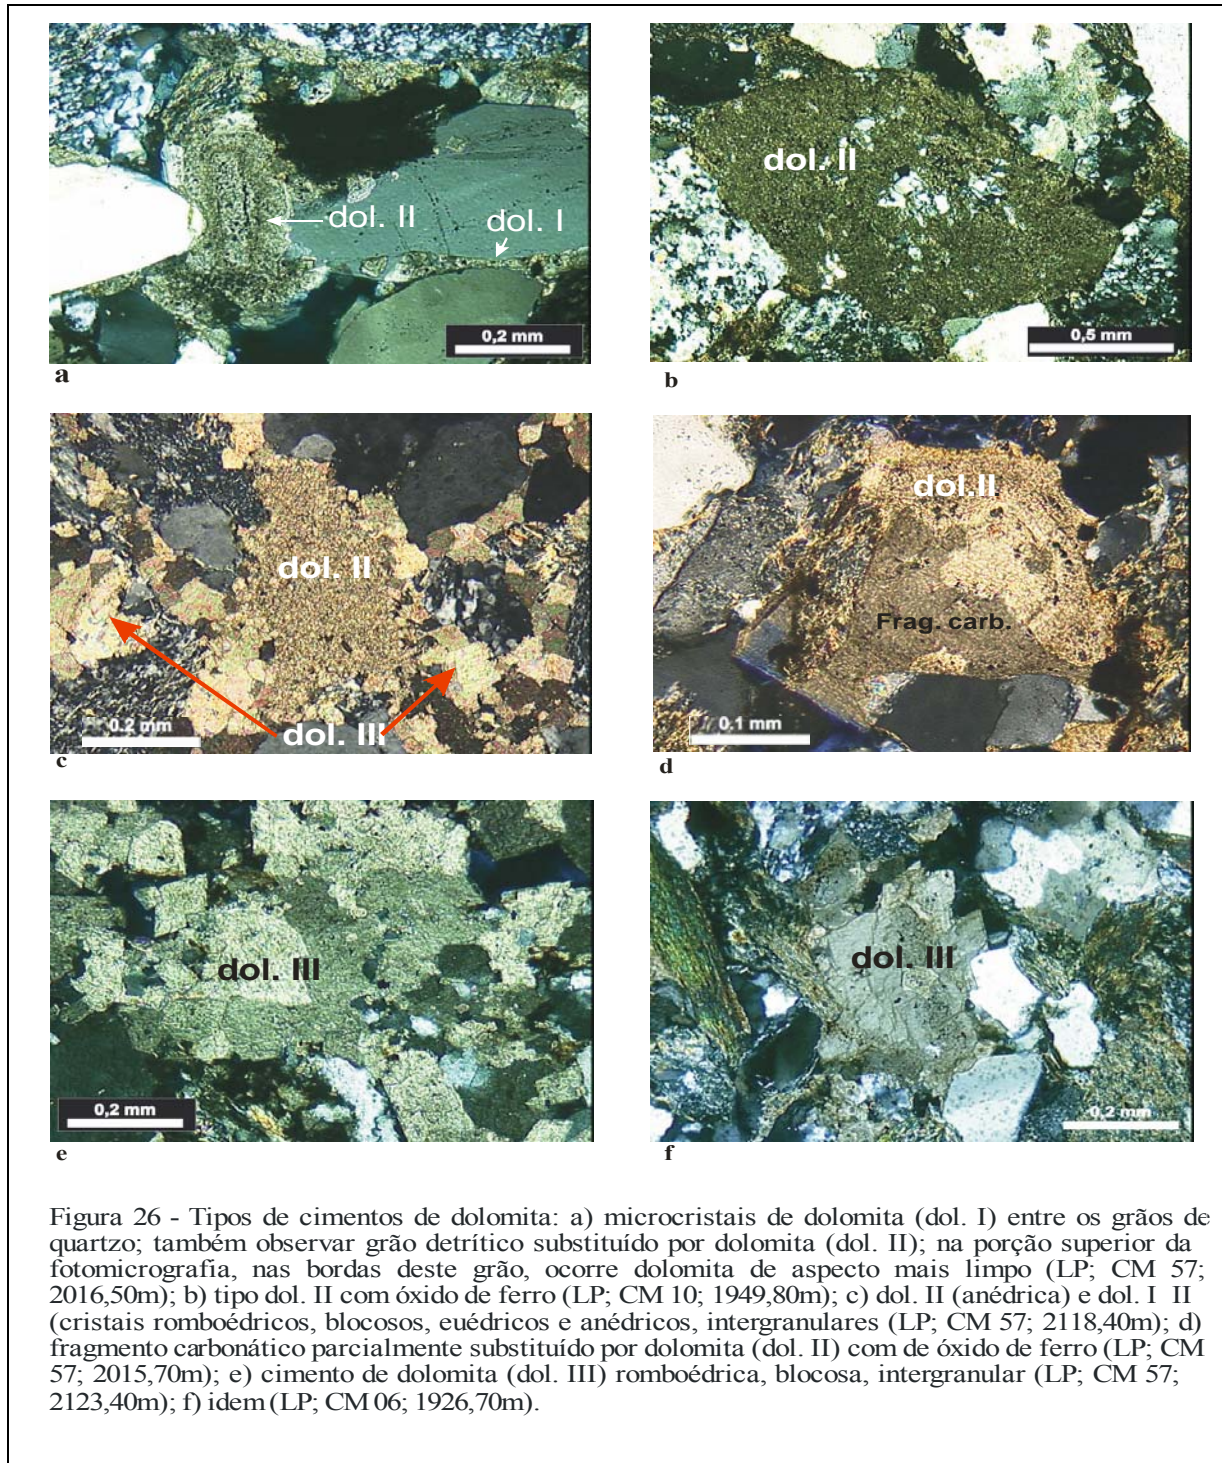 dol. II
dol. I
0,2 mm
a
dol. II
0,5 mm
b
dol. II
dol. III
0.2 mm
c
dol.II
Frag. carb.
0.1 mm
d
dol. III
0,2 mm
e
dol. III
0.2 mm
f
Figura 26 - Tipos de cimentos de dolomita: a) microcristais de dolomita (dol. I) entre os grãos de
quartzo; também observar grão detrítico substituído por dolomita (dol. II); na porção superior da
fotomicrografia, nas bordas deste grão, ocorre dolomita de aspecto mais limpo (LP; CM 57;
2016,50m); b) tipo dol. II com óxido de ferro (LP; CM 10; 1949,80m); c) dol. II (anédrica) e dol. I II
(cristais romboédricos, blocosos, euédricos e anédricos, intergranulares (LP; CM 57; 2118,40m); d)
fragmento carbonático parcialmente substituído por dolomita (dol. II) com de óxido de ferro (LP; CM
57; 2015,70m); e) cimento de dolomita (dol. III) romboédrica, blocosa, intergranular (LP; CM 57;
2123,40m); f) idem (LP; CM 06; 1926,70m).